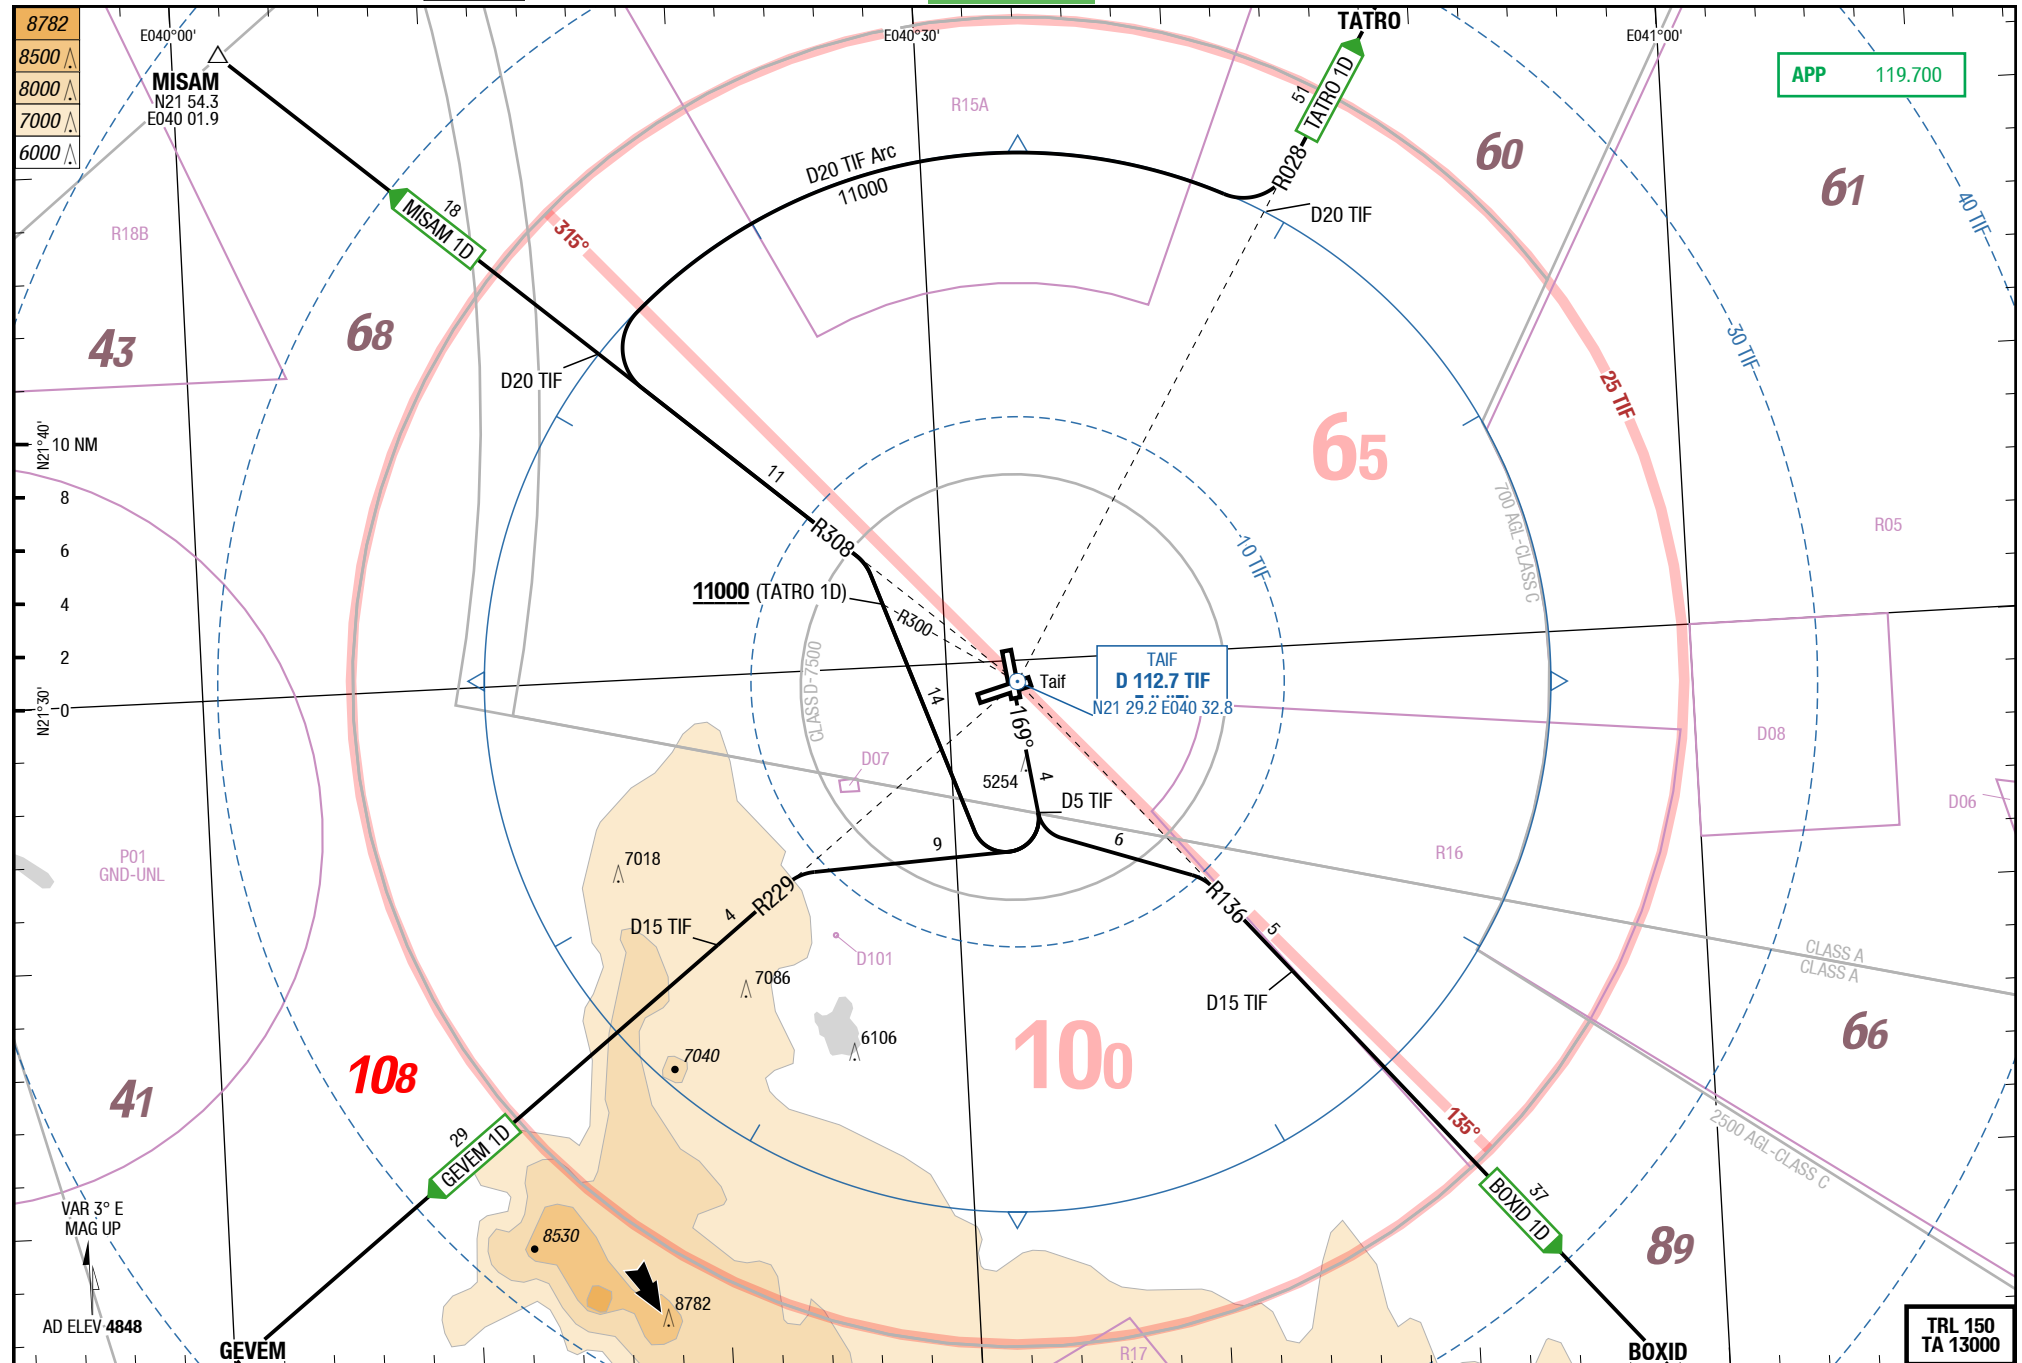 8782
8500
8000
7000
6000
E040°00'
E040°30'
E041°00'
TATRO
MISAM
N21 54.3
E040 01.9
APP 119.700
R15A
TATRO 1D
51
60
61
D20 TIF Arc
11000
R028
D20 TIF
40 TIF
18
MISAM 1D
R18B
315°
43
68
30 TIF
D20 TIF
25 TIF
65
N21°40'
10 NM
8
6
4
2
0
N21°30'
11
R308
700 AGL-CLASS C
R05
10 TIF
11000 (TATRO 1D)
R300
CLASS D-7500
14
Taif
TAIF
D 112.7 TIF
N21 29.2 E040 32.8
169°
D08
D07
5254
4
D5 TIF
D06
9
6
R16
P01
GND-UNL
7018
R229
4
D15 TIF
R136
5
D101
7086
D15 TIF
CLASS A
CLASS A
6106
7040
100
66
108
41
29
GEVEM 1D
135°
2500 AGL-CLASS C
37
BOXID 1D
89
VAR 3° E
MAG UP
8530
8782
AD ELEV 4848
GEVEM
R17
BOXID
TRL 150
TA 13000